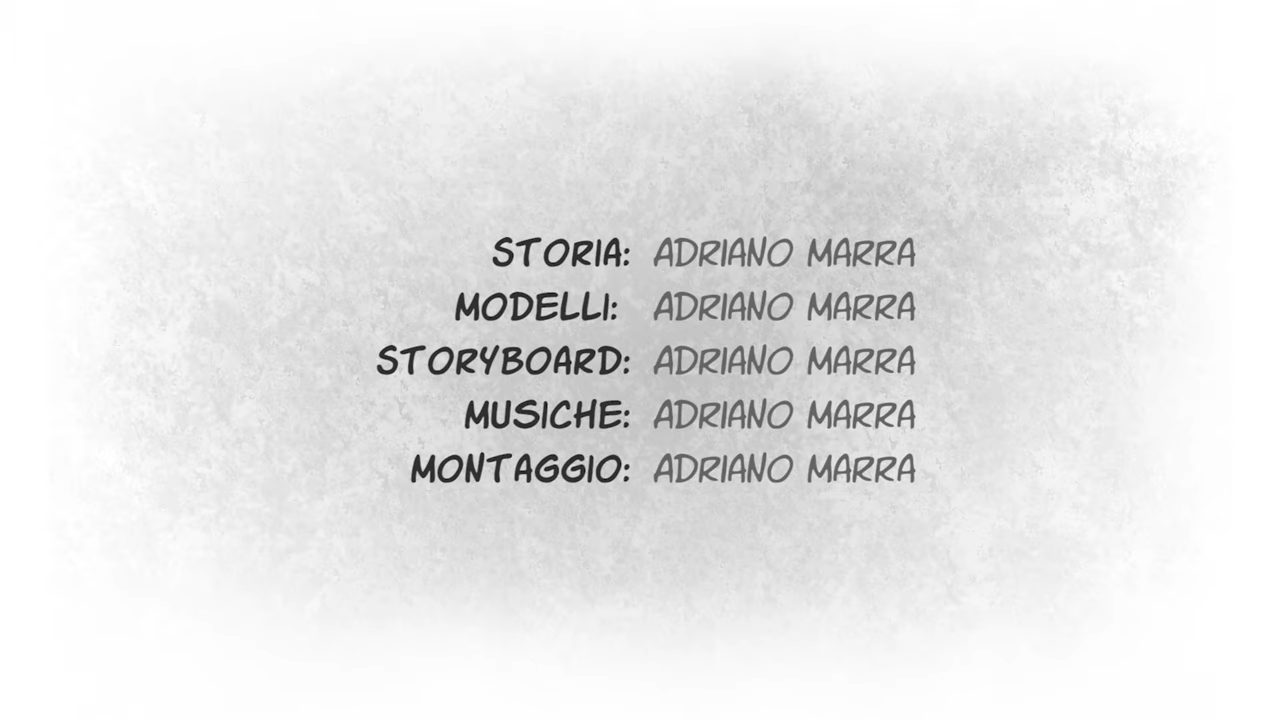 STORIA: ADRIANO MARRA
MODELLI: ADRIANO MARRA
STORYBOARD: ADRIANO MARRA
MUSICHE: ADRIANO MARRA
MONTAGGIO: ADRIANO MARRA